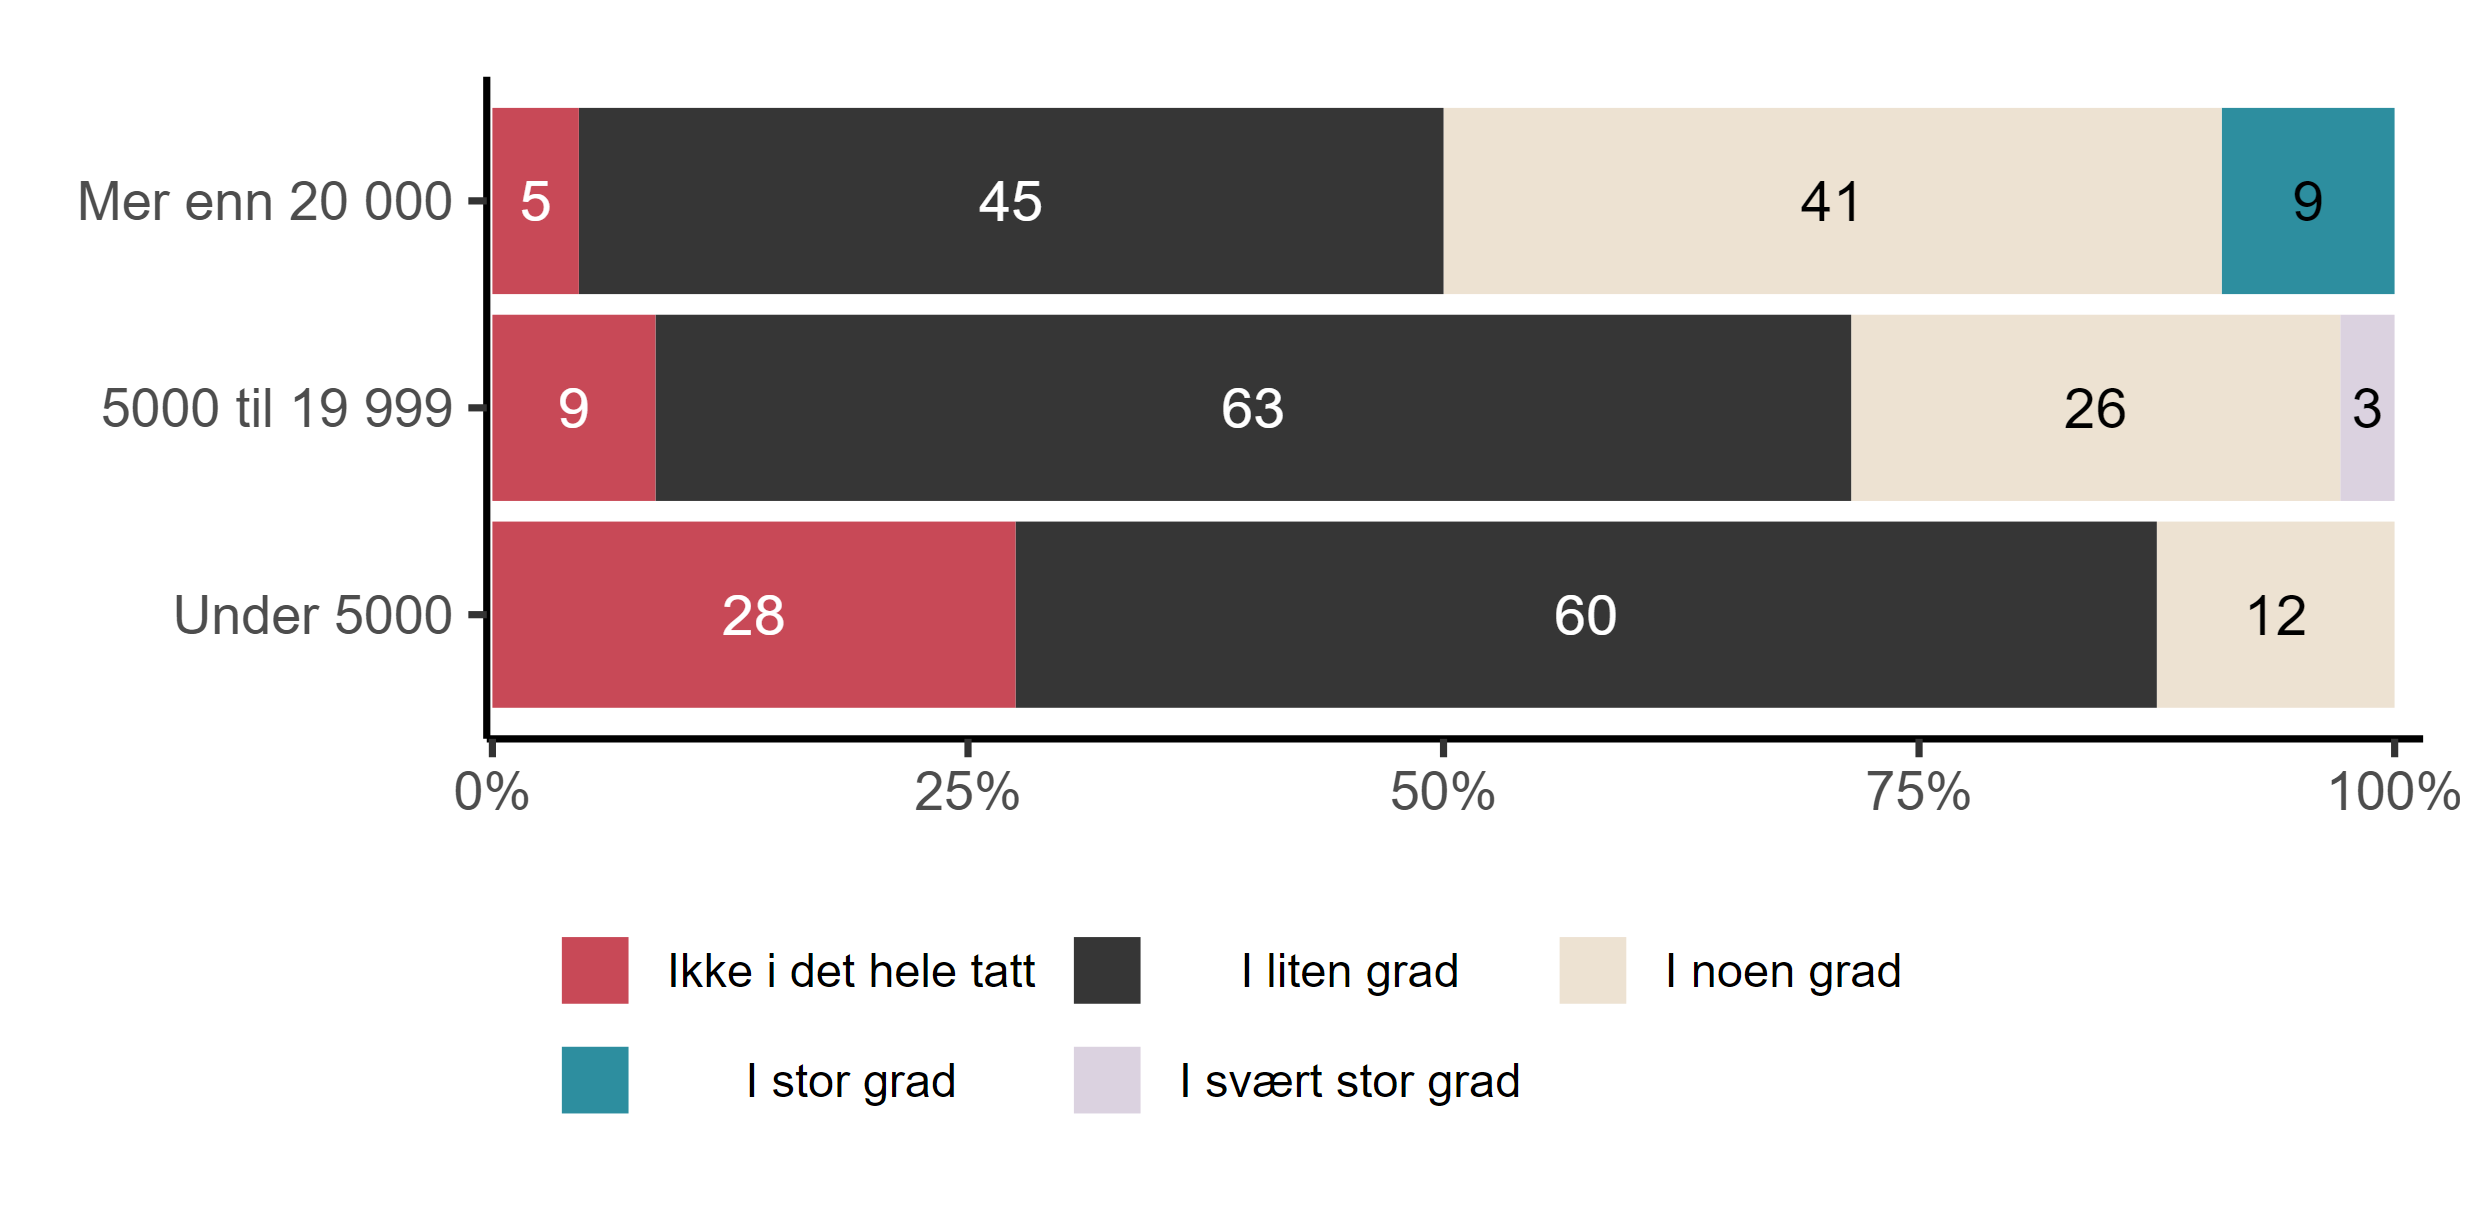 Mer enn 20 000 5 45 41 9
5000 til 19 999 9 63 26 3
Under 5000 28 60 12
0% 25% 50% 75% 100%
Ikke i det hele tatt I liten grad I noen grad
I stor grad I svært stor grad